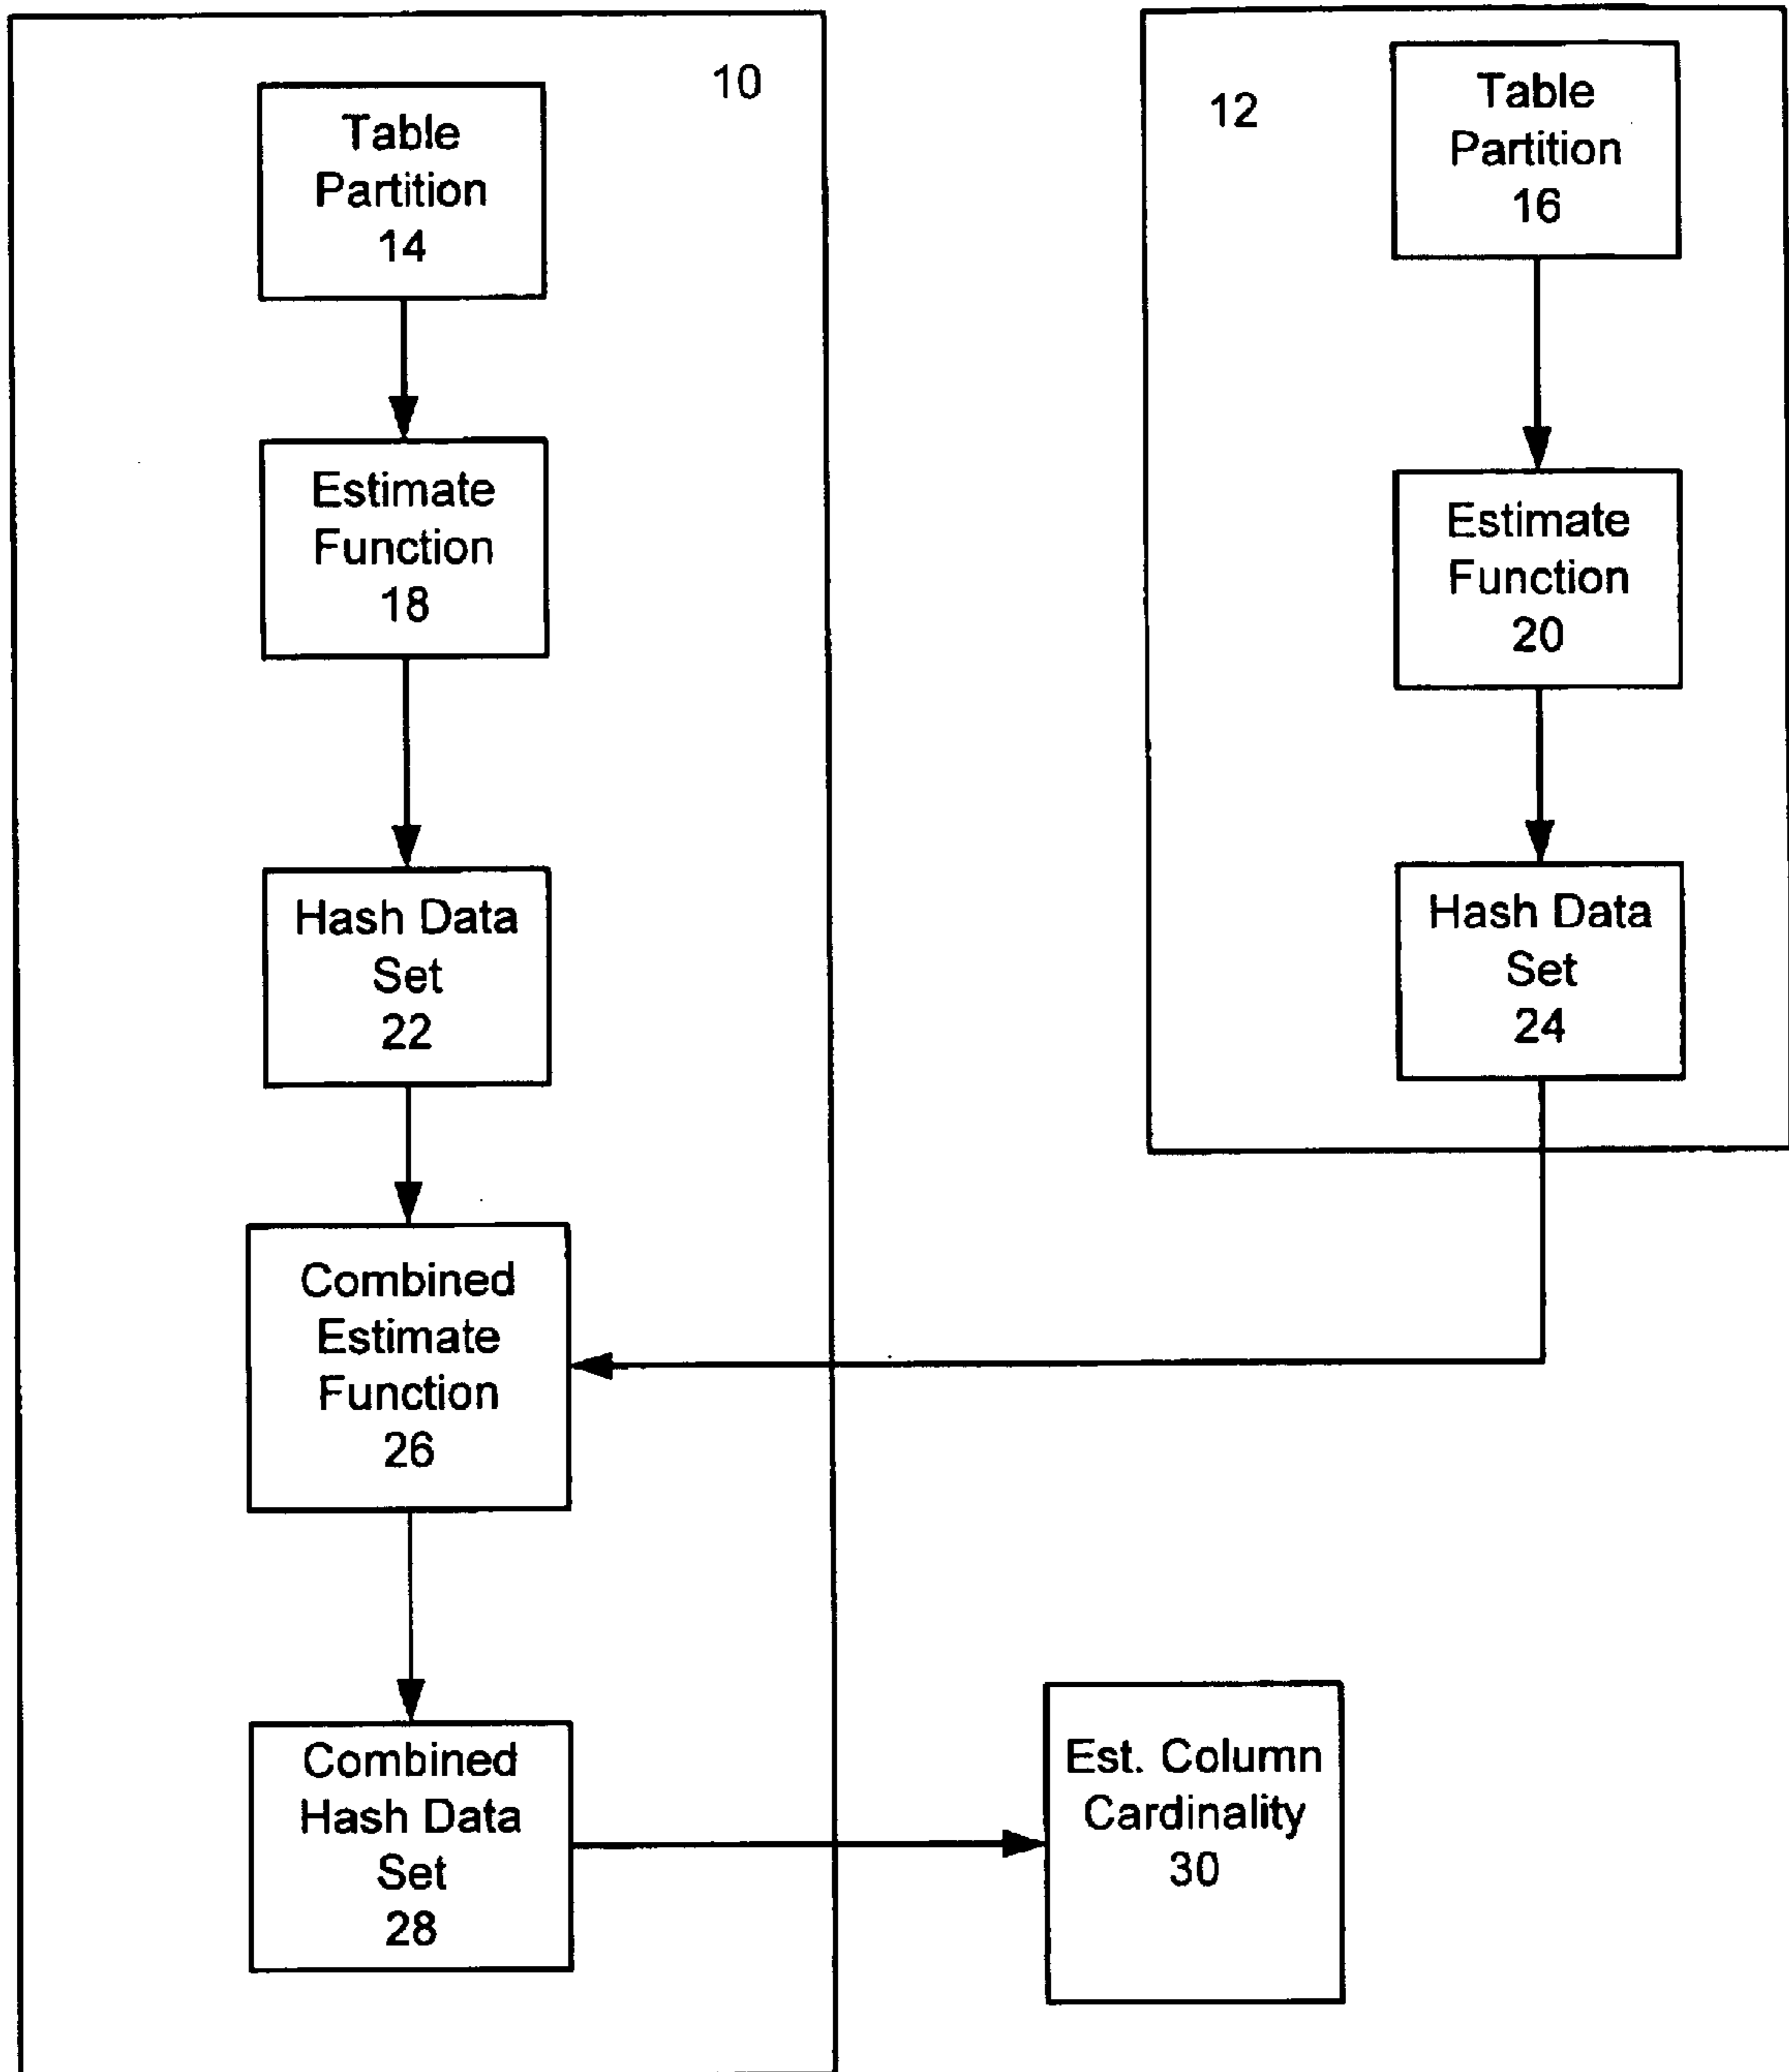 10
Table
Partition
14
Estimate
Function
18
Hash Data
Set
22
Combined
Estimate
Function
26
Combined
Hash Data
Set
28
12
Table
Partition
16
Estimate
Function
20
Hash Data
Set
24
Est. Column
Cardinality
30